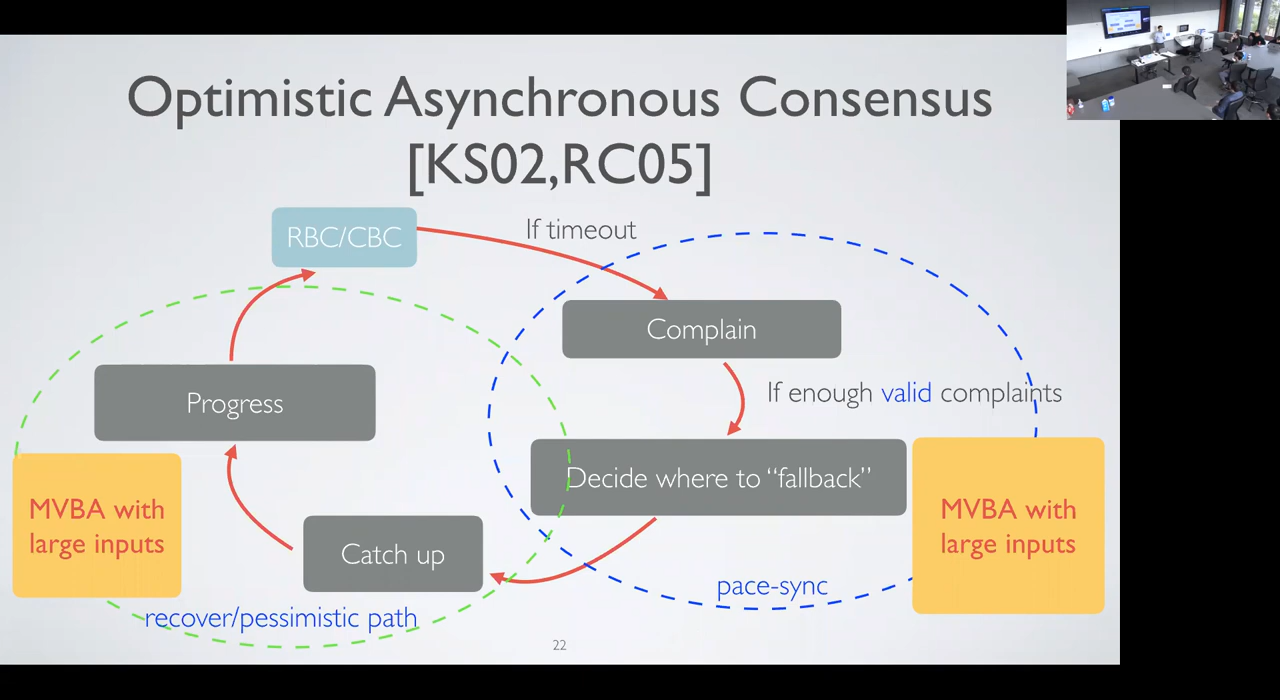 Optimistic Asynchronous Consensus
[KS02,RC05]
RBC/CBC
If timeout
Complain
If enough valid complaints
Progress
Decide where to “fallback”
MVBA with
large inputs
MVBA with
large inputs
Catch up
pace-sync
recover/pessimistic path
22